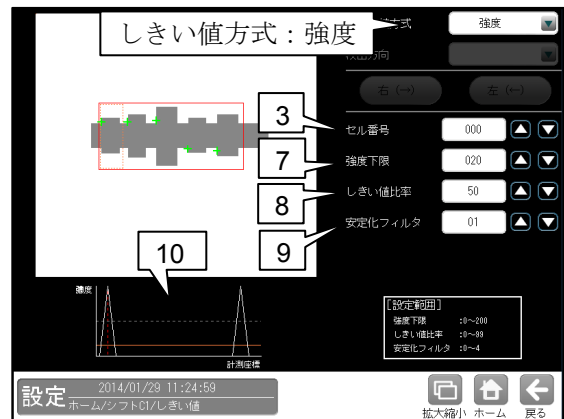 しきい値方式：強度
強度
右（→）
左（←）
3
セル番号
000
7
強度下限
020
8
しきい値比率
50
9
安定化フィルタ
01
10
濃度
計測座標
[設定範囲]
強度下限 :0～200
しきい値比率 :0～99
安定化フィルタ :0～4
設定
2014/01/29 11:24:59
ホーム/シフトC1/しきい値
拡大縮小
ホーム
戻る